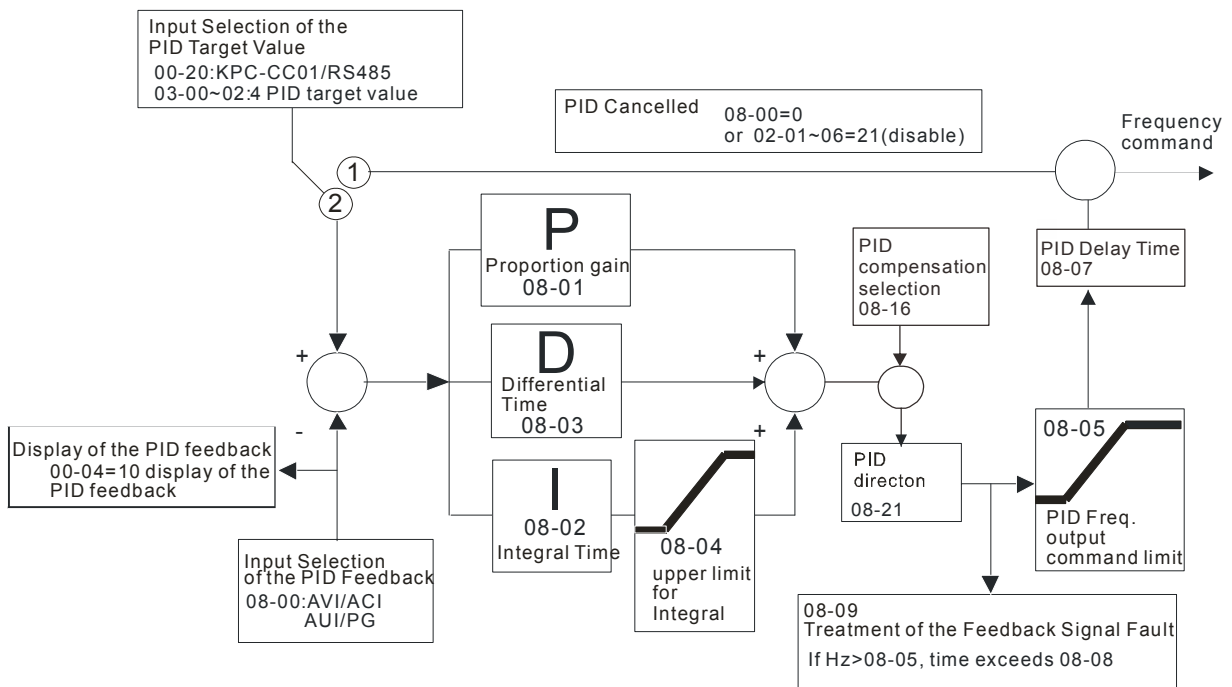 Input Selection of the
PID Target Value
00-20:KPC-CC01/RS485
03-00~02:4 PID target value
PID Cancelled
08-00=0
or 02-01~06=21(disable)
Frequency
command
1
2
P
Proportion gain
08-01
PID
compensation
selection
08-16
PID Delay Time
08-07
+
D
Differential
Time
08-03
+
+
-
Display of the PID feedback
00-04=10 display of the
PID feedback
I
08-02
Integral Time
08-04
upper limit
for
Integral
PID
directon
08-21
08-05
PID Freq.
output
command limit
Input Selection
of the PID Feedback
08-00:AVI/ACI
AUI/PG
08-09
Treatment of the Feedback Signal Fault
If Hz>08-05, time exceeds 08-08